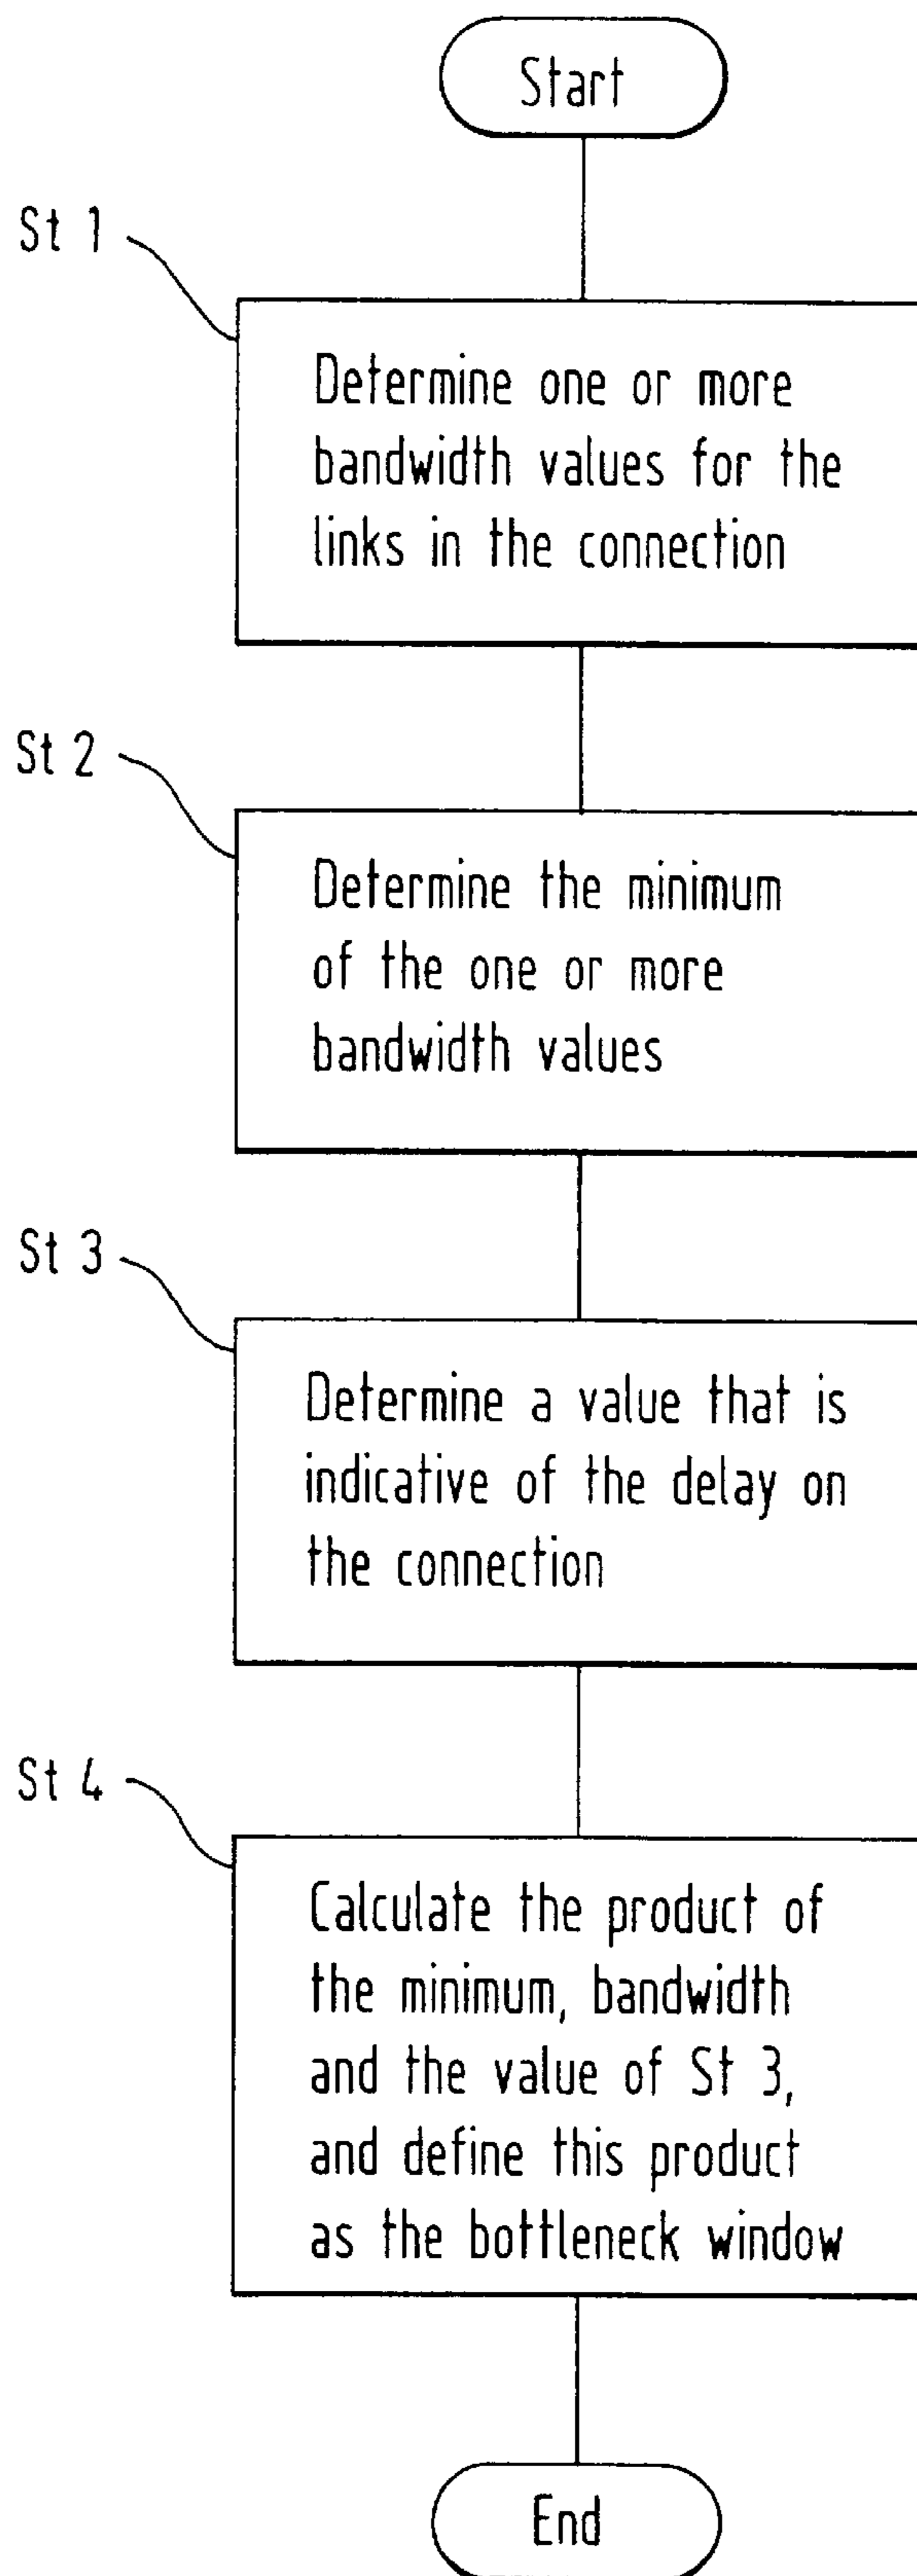 Start
St 1
Determine one or more
bandwidth values for the
links in the connection
St 2
Determine the minimum
of the one or more
bandwidth values
St 3
Determine a value that is
indicative of the delay on
the connection
St 4
Calculate the product of
the minimum, bandwidth
and the value of St 3,
and define this product
as the bottleneck window
End